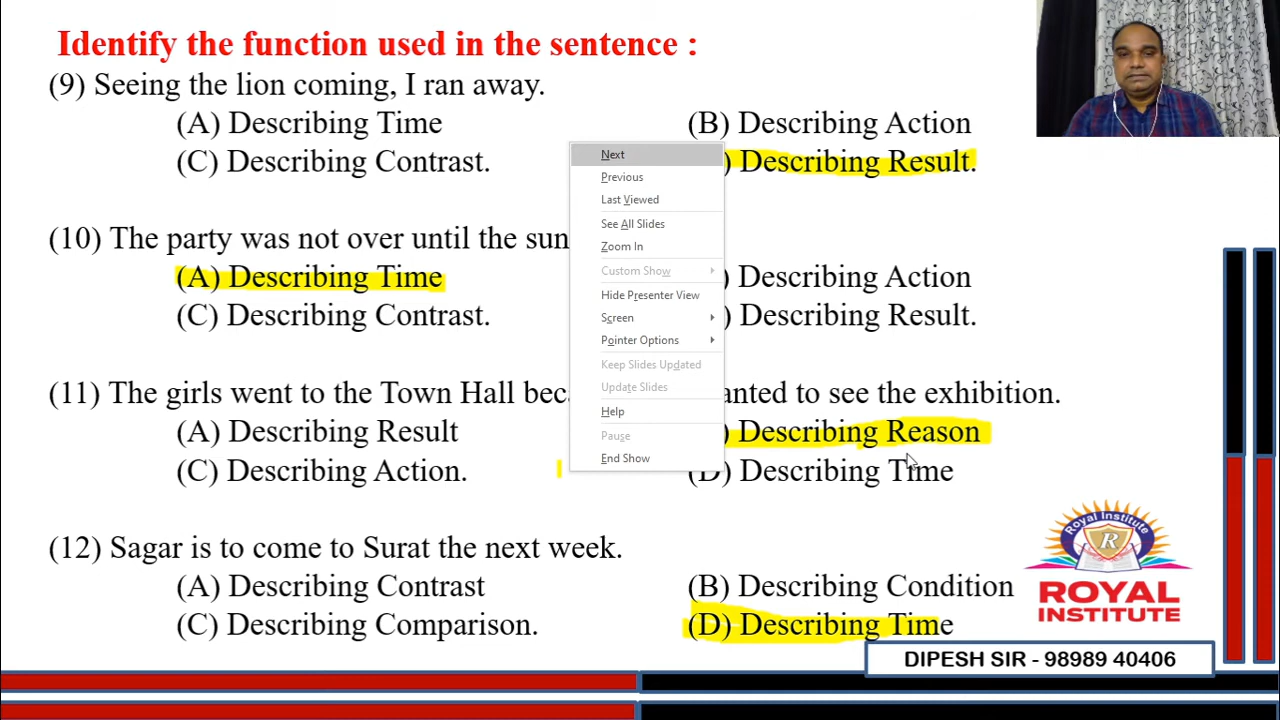 Identify the function used in the sentence :
(9) Seeing the lion coming, I ran away.
(A) Describing Time (B) Describing Action
(C) Describing Contrast. ) Describing Result.
(10) The party was not over until the sun
(A) Describing Time ) Describing Action
(C) Describing Contrast. ) Describing Result.
(11) The girls went to the Town Hall bec anted to see the exhibition.
(A) Describing Result ) Describing Reason
(C) Describing Action. (D) Describing Time
(12) Sagar is to come to Surat the next week.
(A) Describing Contrast (B) Describing Condition
(C) Describing Comparison. (D) Describing Time
Next
Previous
Last Viewed
See All Slides
Zoom In
Custom Show
Hide Presenter View
Screen
Pointer Options
Keep Slides Updated
Update Slides
Help
Pause
End Show
Royal Institute
R
ROYAL
INSTITUTE
DIPESH SIR - 98989 40406